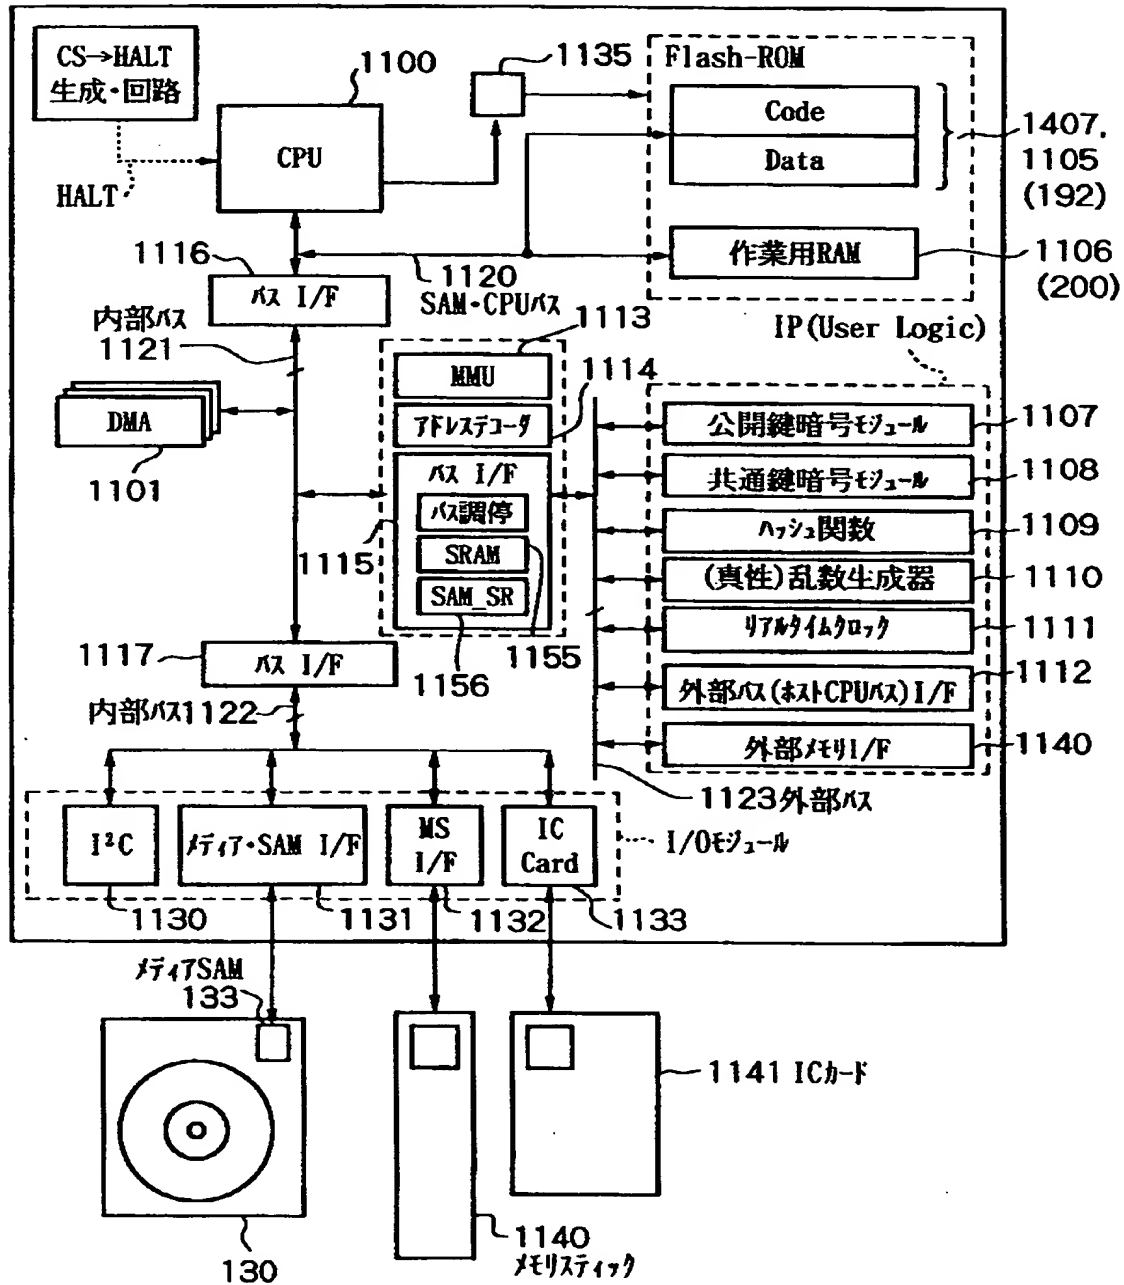 CS→HALT
生成・回路
HALT
1100
CPU
1135
Flash-ROM
Code
Data
1407,
1105
(192)
作業用RAM
1106
(200)
1116
バス I/F
1120
SAM・CPUバス
内部バス
1121
DMA
1101
1113
MMU
1114
アドレスデコーダ
バス I/F
バス調停
SRAM
SAM_SR
1115
1155
1156
IP(User Logic)
公開鍵暗号モジュール
1107
共通鍵暗号モジュール
1108
ハッシュ関数
1109
(真性)乱数生成器
1110
リアルタイムクロック
1111
外部バス(ホストCPUバス)I/F
1112
外部メモリI/F
1140
1117
バス I/F
内部バス1122
1123外部バス
I/Oモジュール
I²C
メディア・SAM I/F
MS
I/F
IC
Card
1130
1131
1132
1133
メディアSAM
133
130
1140
メモリスティック
1141 ICカード